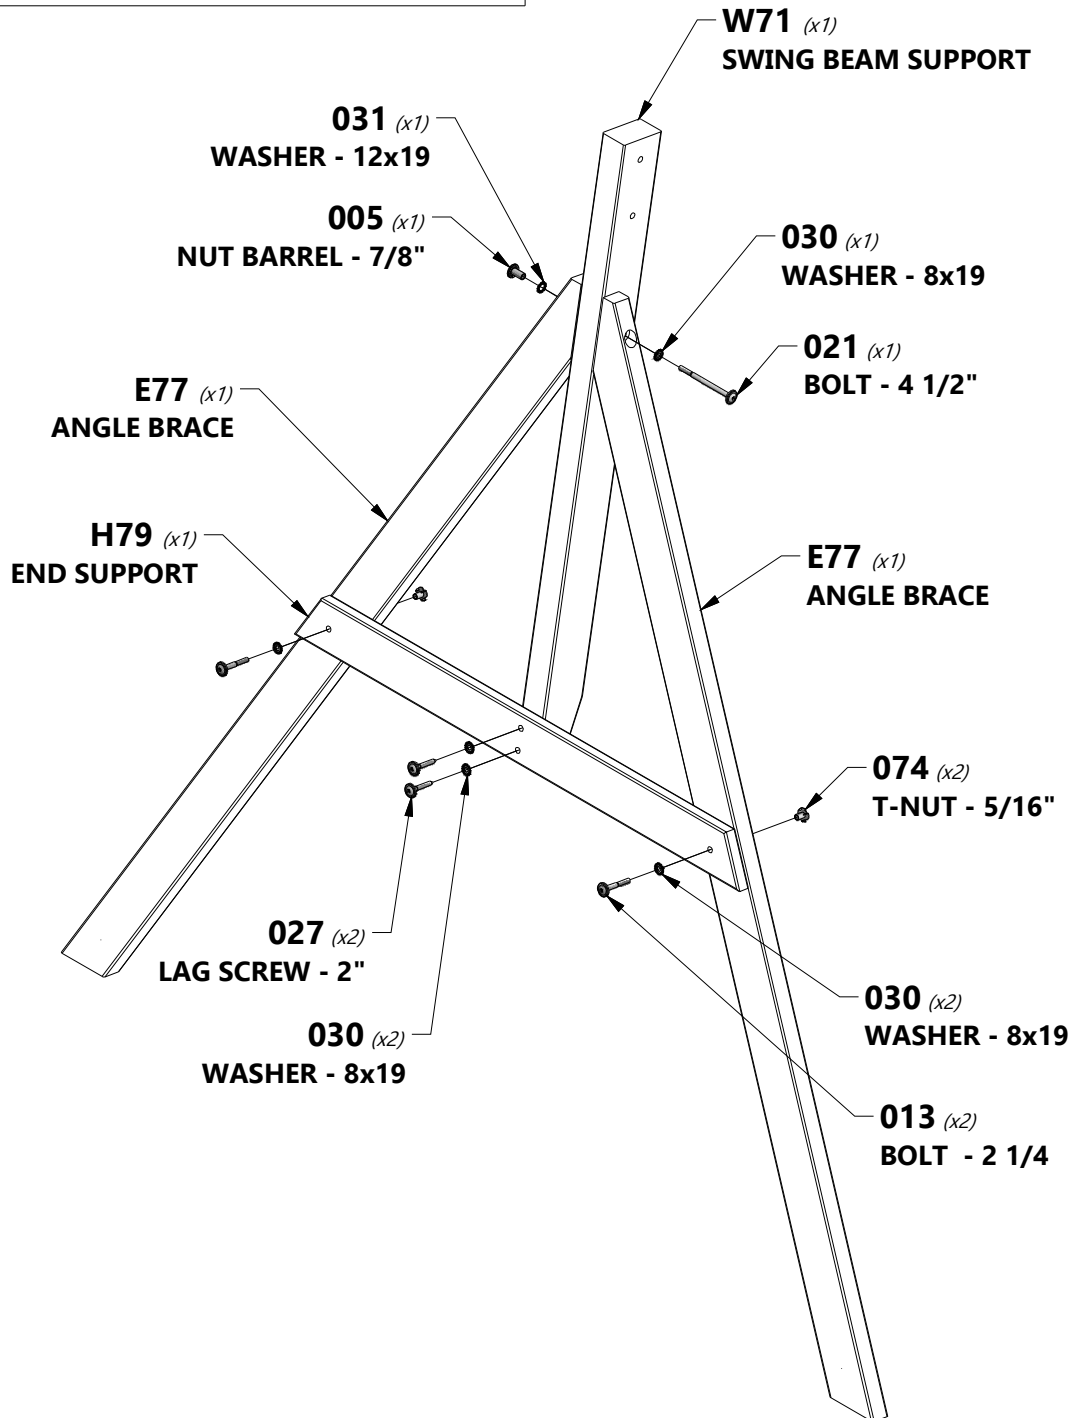 W71 (x1)
SWING BEAM SUPPORT
031 (x1)
WASHER - 12x19
005 (x1)
NUT BARREL - 7/8"
030 (x1)
WASHER - 8x19
021 (x1)
BOLT - 4 1/2"
E77 (x1)
ANGLE BRACE
H79 (x1)
END SUPPORT
E77 (x1)
ANGLE BRACE
074 (x2)
T-NUT - 5/16"
027 (x2)
LAG SCREW - 2"
030 (x2)
WASHER - 8x19
030 (x2)
WASHER - 8x19
013 (x2)
BOLT - 2 1/4